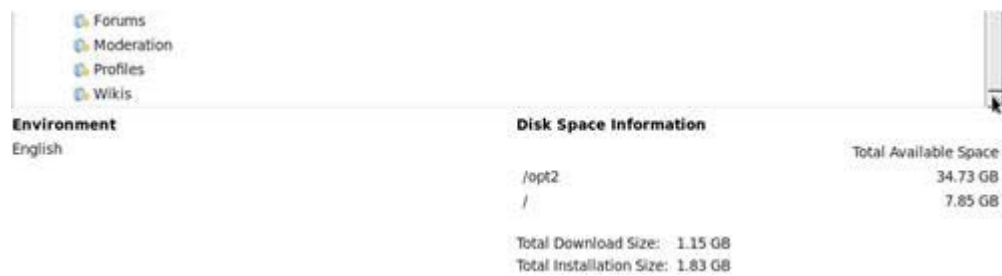 Forums
Moderation
Profiles
Wikis
Environment
English
Disk Space Information
Total Available Space
/opt2 34.73 GB
/ 7.85 GB
Total Download Size: 1.15 GB
Total Installation Size: 1.83 GB